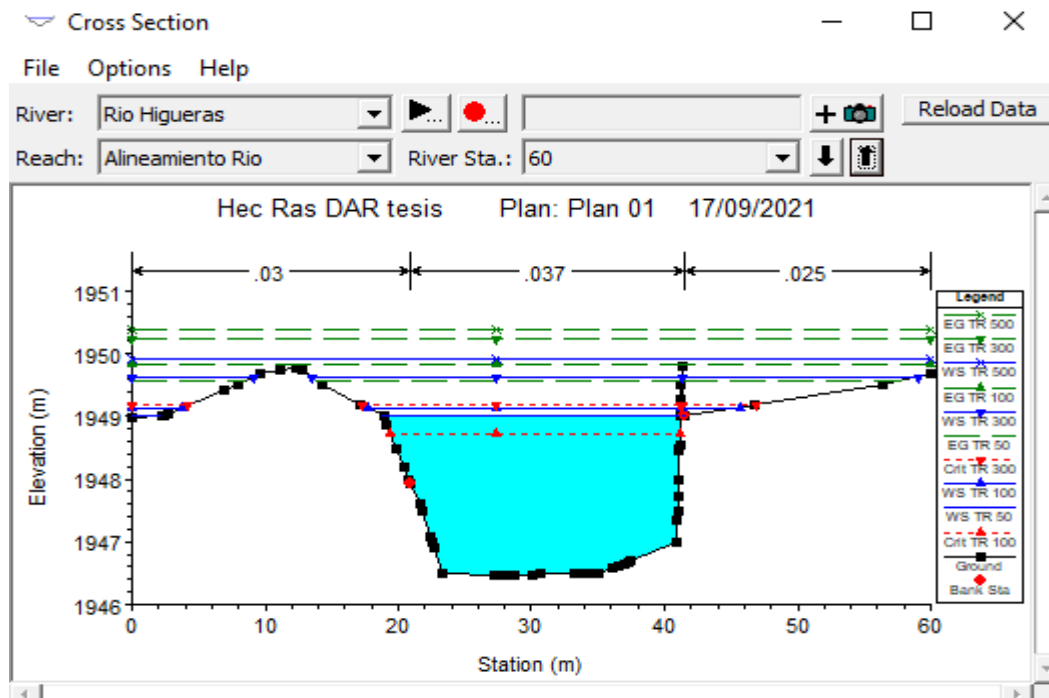 Cross Section
File Options Help
River: Rio Higueras + Reload Data
Reach: Alineamiento Rio River Sta.: 60
Hec Ras DAR tesis Plan: Plan 01 17/09/2021
.03 .037 .025
1951
1950
1949
1948
1947
1946
Elevation (m)
0 10 20 30 40 50 60
Station (m)
Legend
EG TR 500
EG TR 300
WS TR 500
EG TR 100
WS TR 300
EG TR 50
Crit TR 300
WS TR 100
WS TR 50
Crit TR 100
Ground
Bank Sta